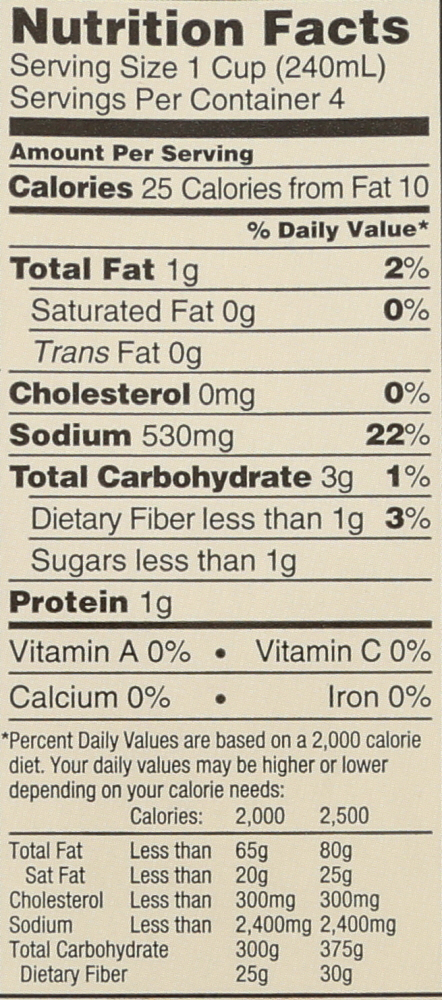 Nutrition Facts
Serving Size 1 Cup (240mL)
Servings Per Container 4
Amount Per Serving
Calories 25 Calories from Fat 10
% Daily Value*
Total Fat 1g 2%
Saturated Fat 0g 0%
Trans Fat 0g
Cholesterol 0mg 0%
Sodium 530mg 22%
Total Carbohydrate 3g 1%
Dietary Fiber less than 1g 3%
Sugars less than 1g
Protein 1g
Vitamin A 0% • Vitamin C 0%
Calcium 0% • Iron 0%
*Percent Daily Values are based on a 2,000 calorie
diet. Your daily values may be higher or lower
depending on your calorie needs:
Calories: 2,000 2,500
Total Fat Less than 65g 80g
Sat Fat Less than 20g 25g
Cholesterol Less than 300mg 300mg
Sodium Less than 2,400mg 2,400mg
Total Carbohydrate 300g 375g
Dietary Fiber 25g 30g